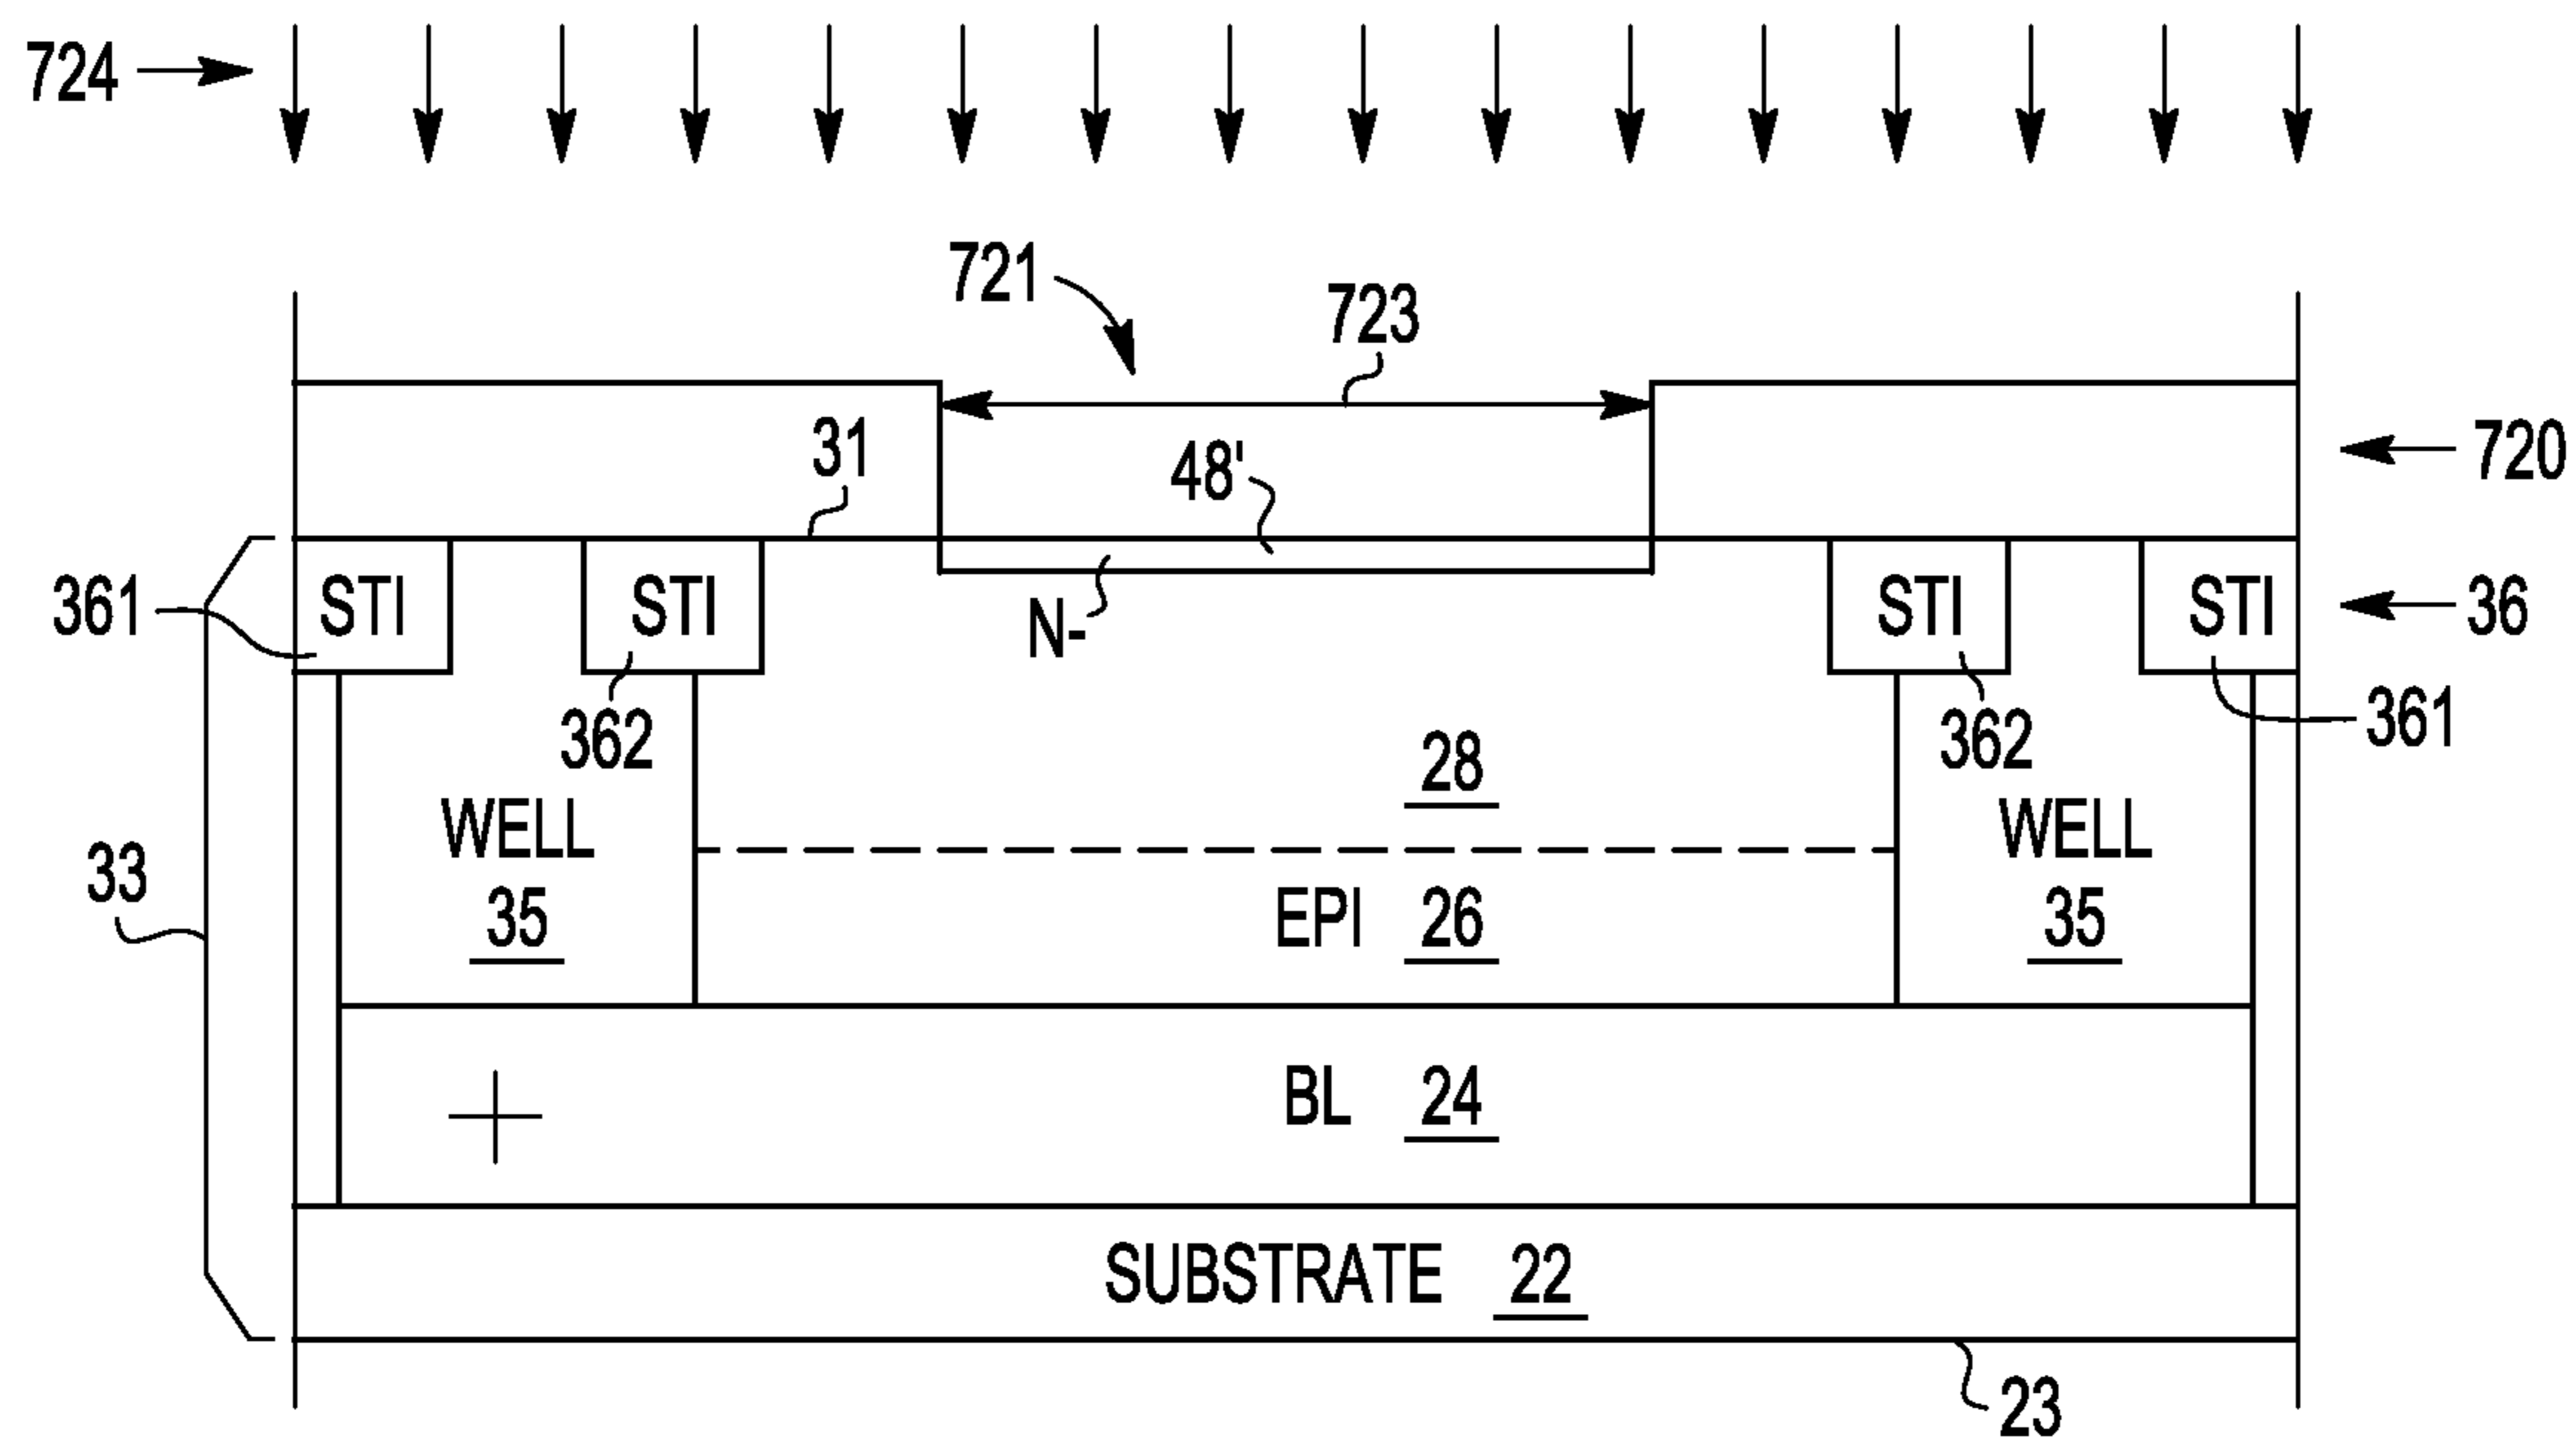 724
721
723
31
48'
720
STI
STI
STI
STI
361
N-
36
362
362
361
28
WELL
WELL
33
35
EPI 26
35
BL 24
SUBSTRATE 22
23